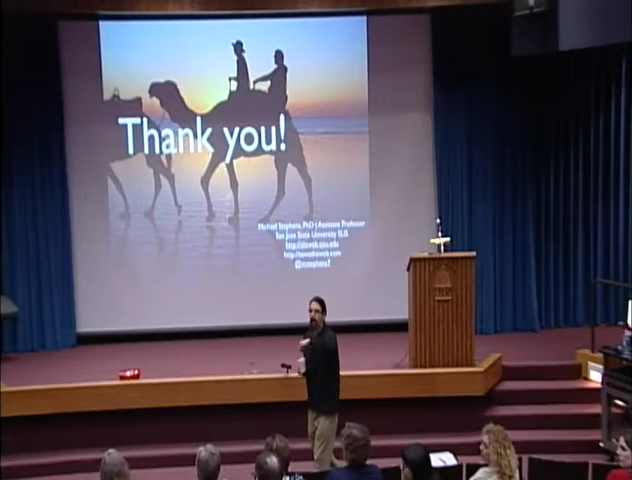 Thank you!
Michael Stephens, PhD | Assistant Professor
San Jose State University SLIS
http://slisweb.sjsu.edu
http://tametheweb.com
@mstephens7